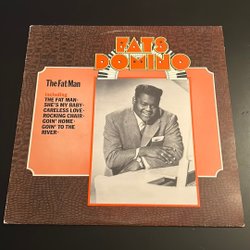 FATS
DOMINO
The Fat Man
including
THE FAT MAN·
SHE'S MY BABY·
CARELESS LOVE·
ROCKING CHAIR·
GOIN' HOME·
GOIN' TO THE
RIVER·